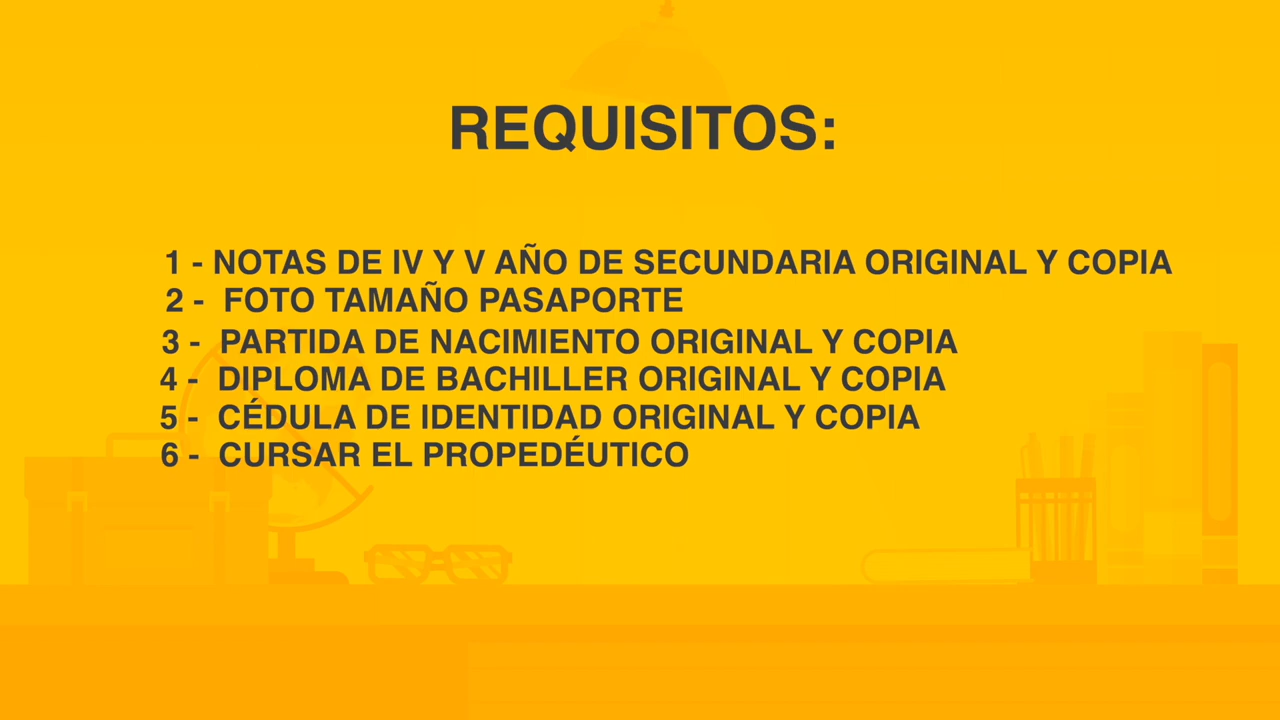 REQUISITOS:
1 - NOTAS DE IV Y V AÑO DE SECUNDARIA ORIGINAL Y COPIA
2 - FOTO TAMAÑO PASAPORTE
3 - PARTIDA DE NACIMIENTO ORIGINAL Y COPIA
4 - DIPLOMA DE BACHILLER ORIGINAL Y COPIA
5 - CÉDULA DE IDENTIDAD ORIGINAL Y COPIA
6 - CURSAR EL PROPEDÉUTICO